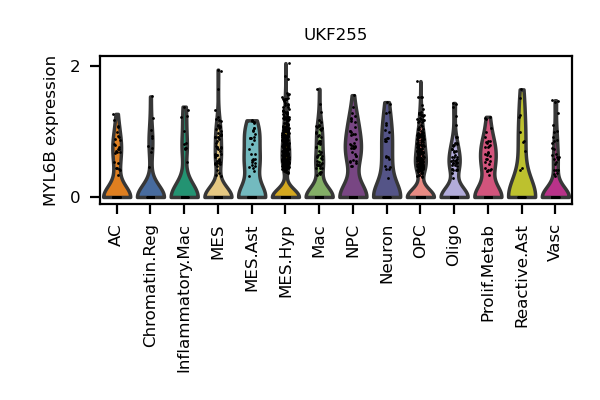 UKF255
MYL6B expression
2
0
AC
Chromatin.Reg
Inflammatory.Mac
MES
MES.Ast
MES.Hyp
Mac
NPC
Neuron
OPC
Oligo
Prolif.Metab
Reactive.Ast
Vasc